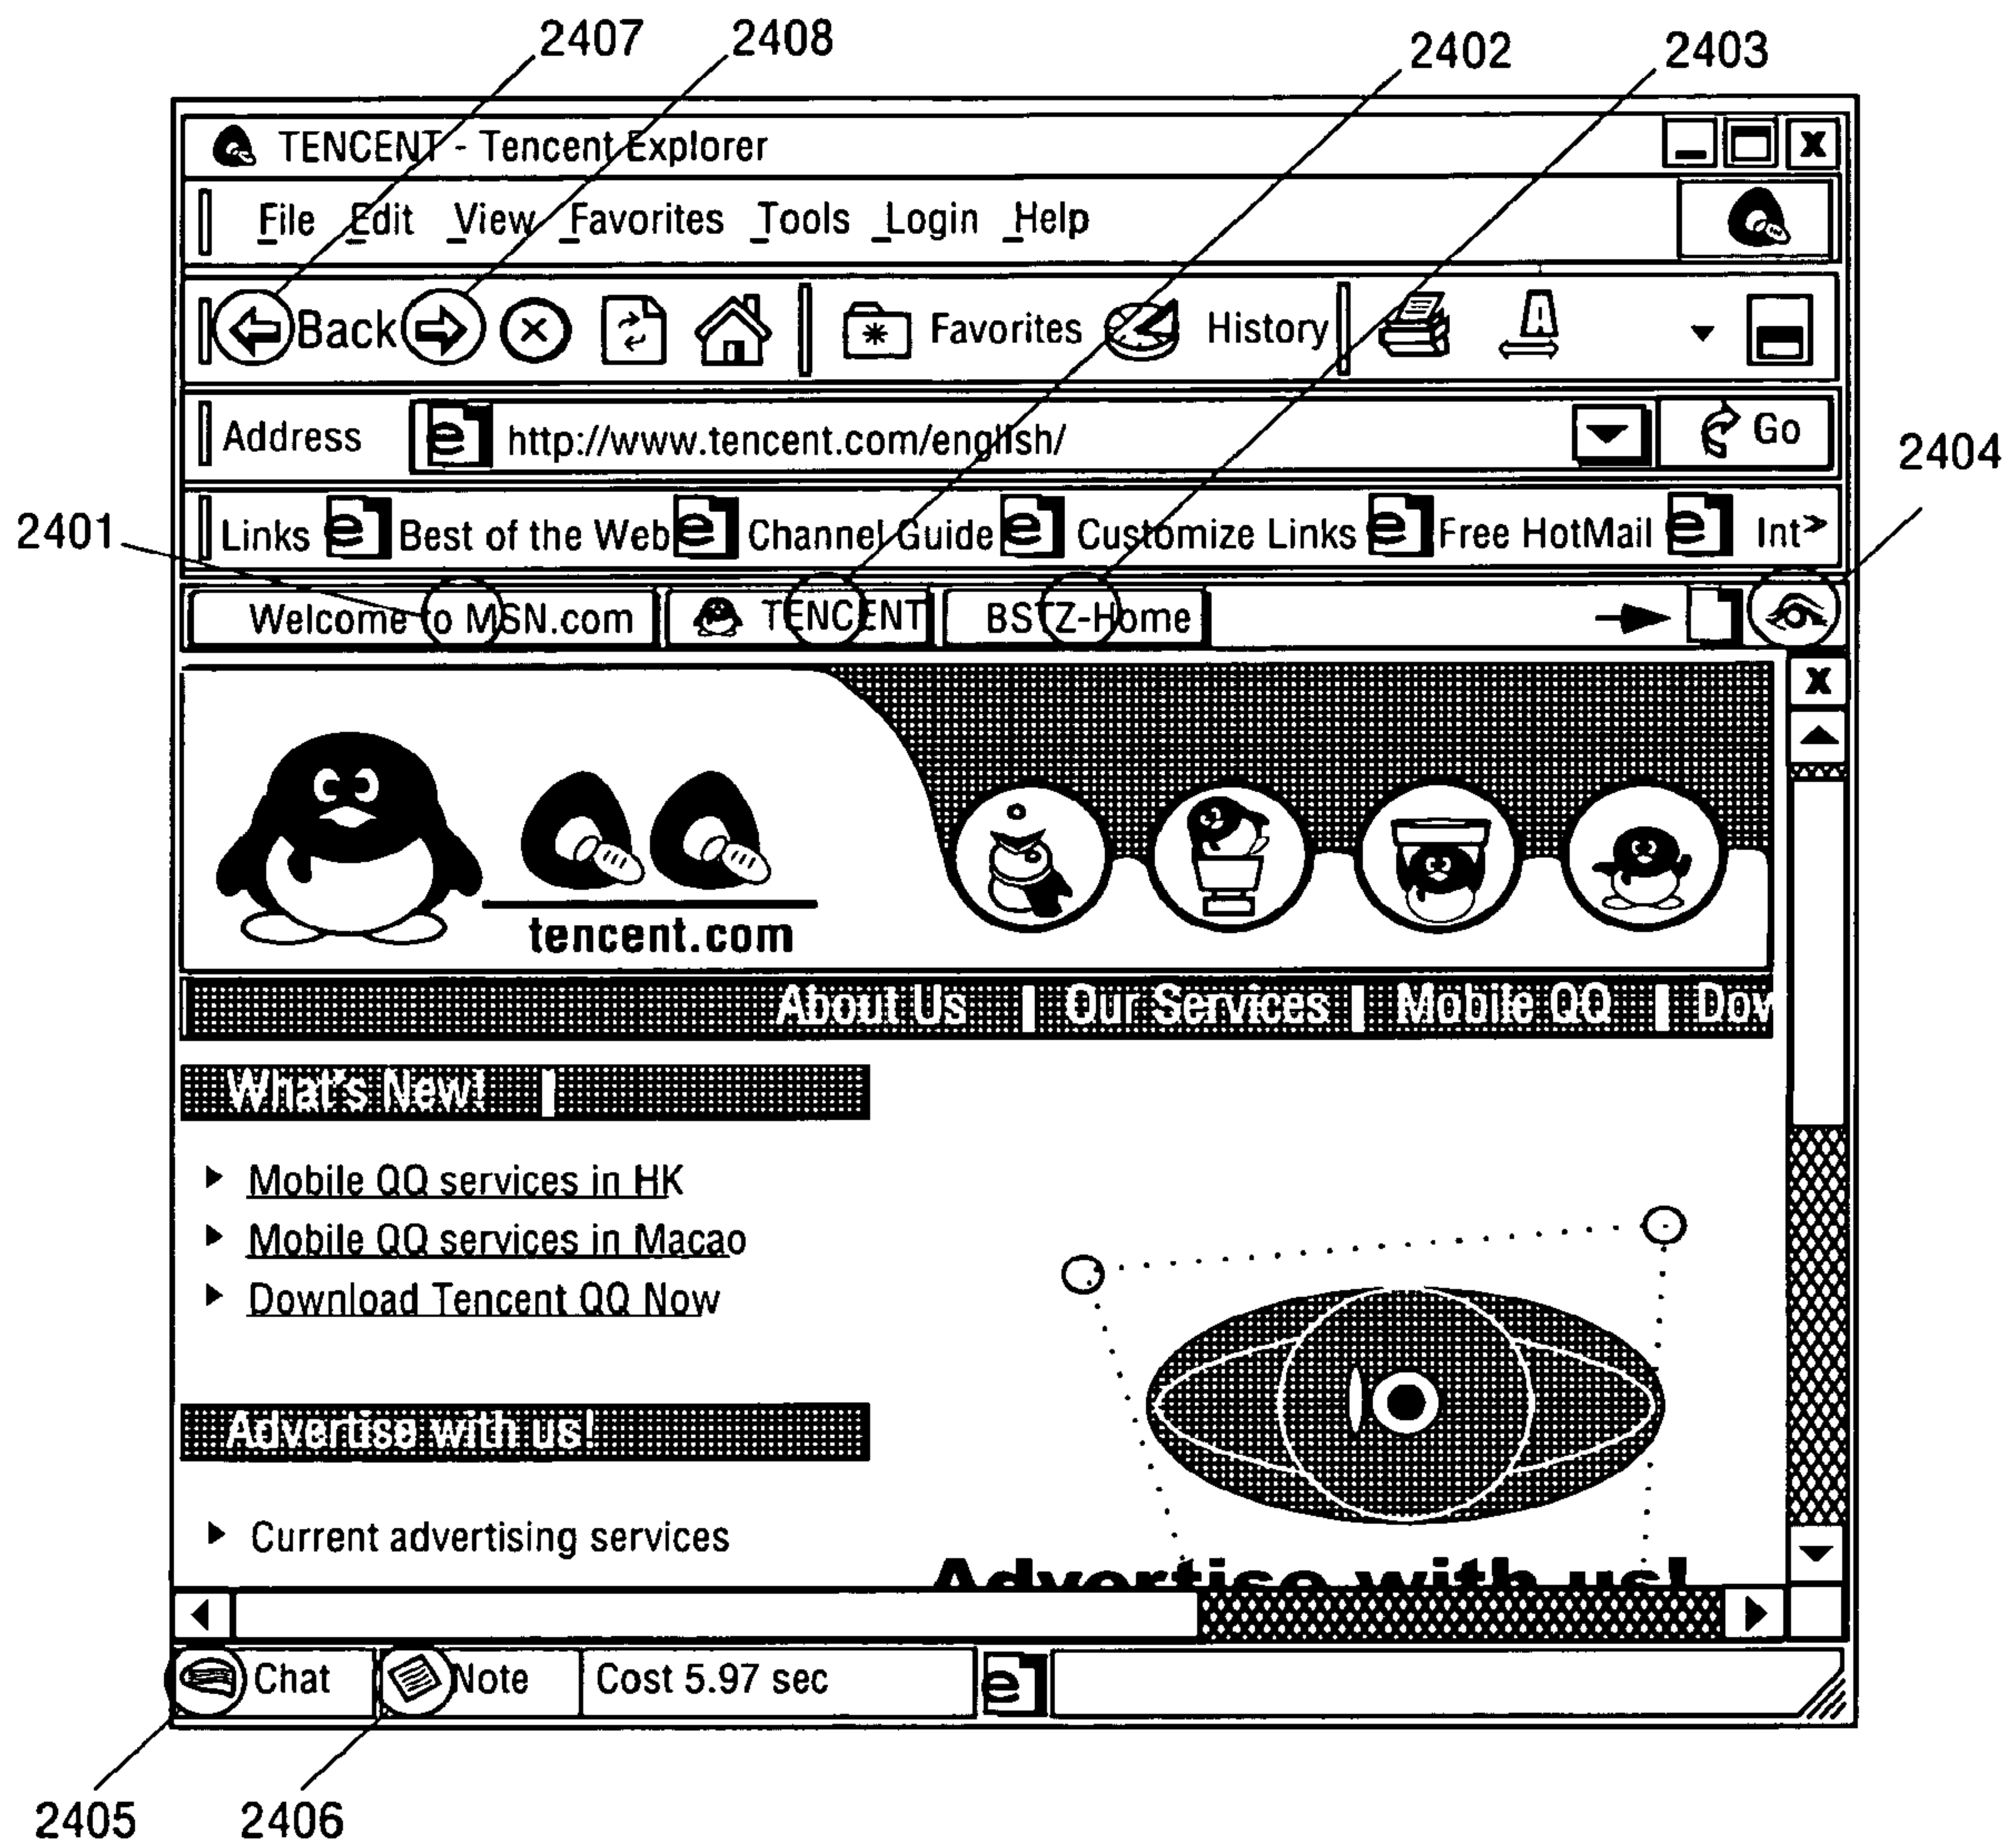 2407 2408 2402 2403
TENCENT - Tencent Explorer
File Edit View Favorites Tools Login Help
Back Favorites History
Address http://www.tencent.com/english/ Go
2404
2401
Links Best of the Web Channel Guide Customize Links Free HotMail Int>
Welcome to MSN.com TENCENT BSTZ-Home
tencent.com
About Us | Our Services | Mobile QQ | Dow
What's New!
Mobile QQ services in HK
Mobile QQ services in Macao
Download Tencent QQ Now
Advertise with us!
Current advertising services
Advertise with us!
Chat Note Cost 5.97 sec
2405 2406